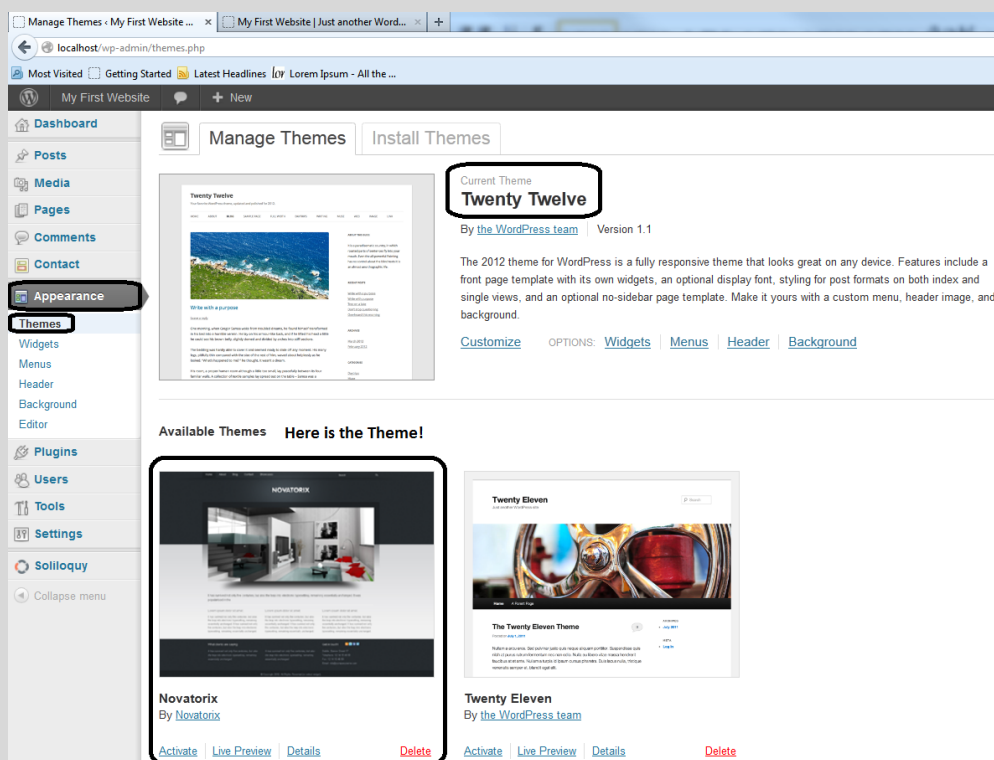 Manage Themes ‹ My First Website ...
My First Website | Just another Word...
localhost/wp-admin/themes.php
Most Visited Getting Started Latest Headlines Lorem Ipsum - All the ...
My First Website + New
Dashboard
Posts
Media
Pages
Comments
Contact
Appearance
Themes
Widgets
Menus
Header
Background
Editor
Plugins
Users
Tools
Settings
Soliloquy
Collapse menu
Manage Themes
Install Themes
Twenty Twelve
Write with a purpose
Current Theme
Twenty Twelve
By the WordPress team Version 1.1
The 2012 theme for WordPress is a fully responsive theme that looks great on any device. Features include a
front page template with its own widgets, an optional display font, styling for post formats on both index and
single views, and an optional no-sidebar page template. Make it yours with a custom menu, header image, and
background.
Customize OPTIONS: Widgets Menus Header Background
Available Themes Here is the Theme!
NOVATORIX
Novatorix
By Novatorix
Activate Live Preview Details Delete
Twenty Eleven
Just another WordPress site
Search
Home A Parent Page
The Twenty Eleven Theme
Twenty Eleven
By the WordPress team
Activate Live Preview Details Delete